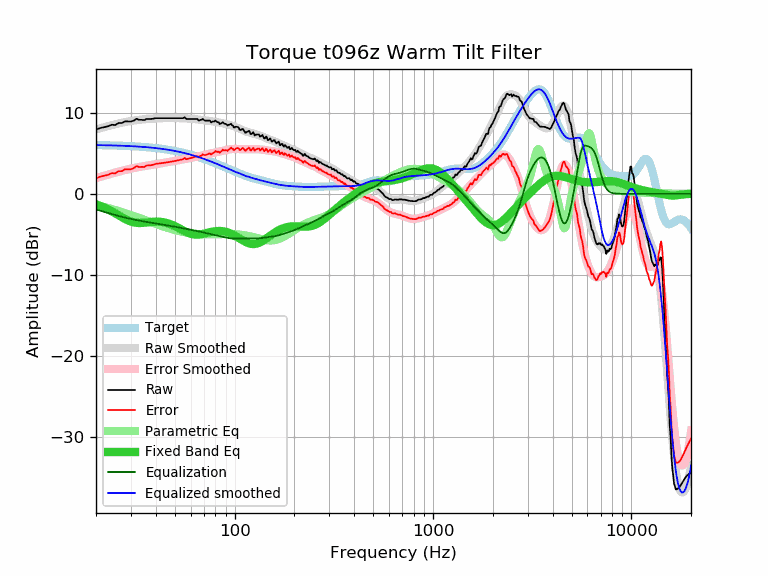 Torque t096z Warm Tilt Filter
Amplitude (dBr)
10
0
−10
−20
−30
Target
Raw Smoothed
Error Smoothed
Raw
Error
Parametric Eq
Fixed Band Eq
Equalization
Equalized smoothed
100
1000
10000
Frequency (Hz)